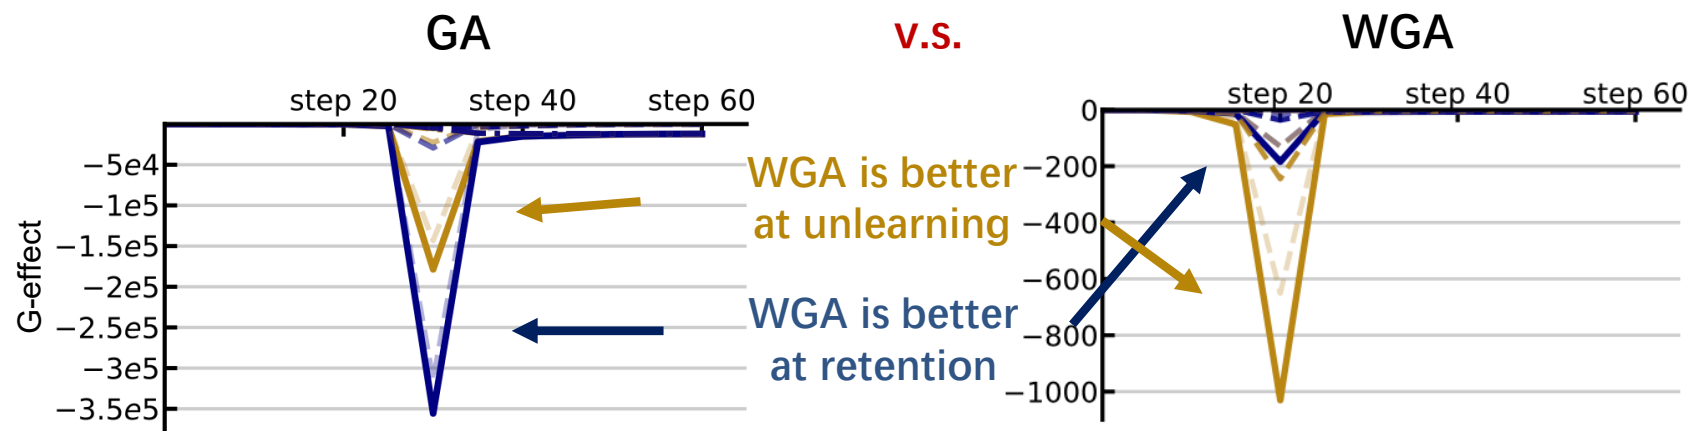 GA
v.s.
WGA
step 20 step 40 step 60
−5e4
−1e5
−1.5e5
−2e5
−2.5e5
−3e5
−3.5e5
G-effect
WGA is better
at unlearning
WGA is better
at retention
step 20 step 40 step 60
0
−200
−400
−600
−800
−1000